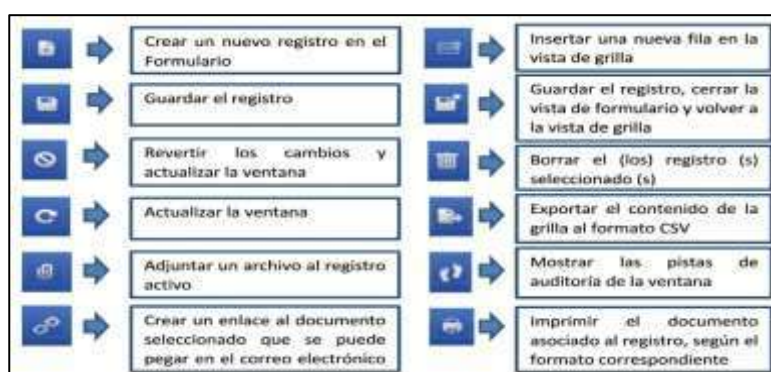 Crear un nuevo registro en el
Formulario
Guardar el registro
Revertir los cambios y
actualizar la ventana
Actualizar la ventana
Adjuntar un archivo al registro
activo
Crear un enlace al documento
seleccionado que se puede
pegar en el correo electrónico
Insertar una nueva fila en la
vista de grilla
Guardar el registro, cerrar la
vista de formulario y volver a
la vista de grilla
Borrar el (los) registro (s)
seleccionado (s)
Exportar el contenido de la
grilla al formato CSV
Mostrar las pistas de
auditoría de la ventana
Imprimir el documento
asociado al registro, según el
formato correspondiente